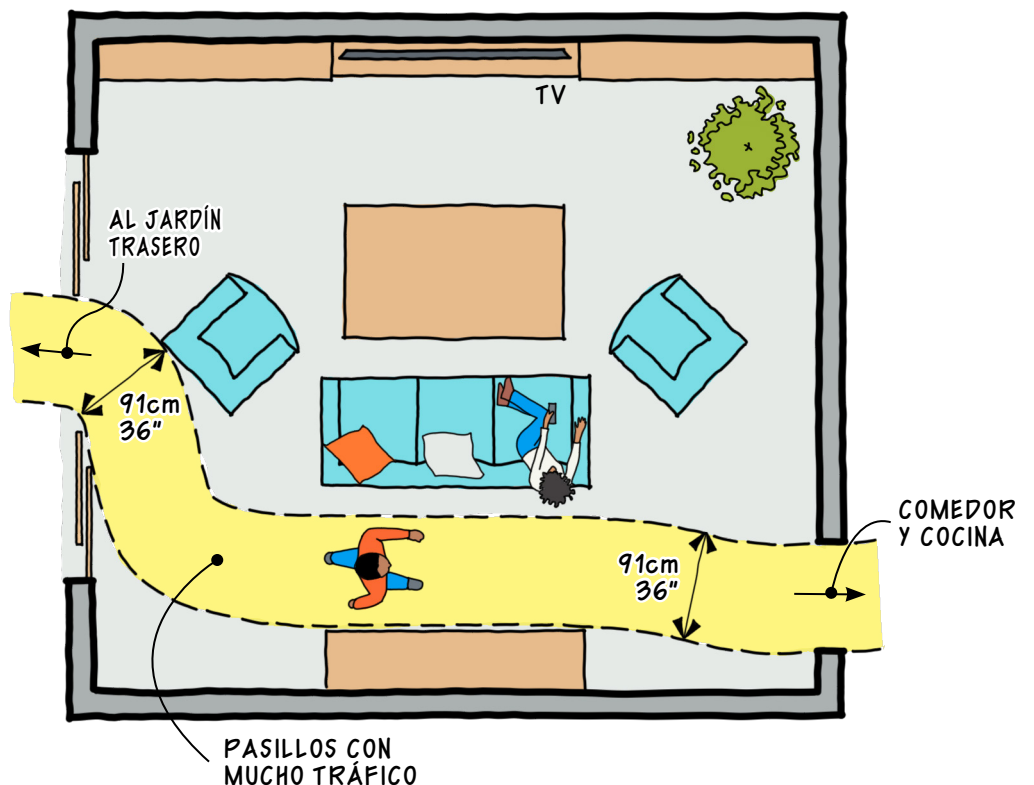 TV
AL JARDÍN
TRASERO
91cm
36"
COMEDOR
Y COCINA
91cm
36"
PASILLOS CON
MUCHO TRÁFICO